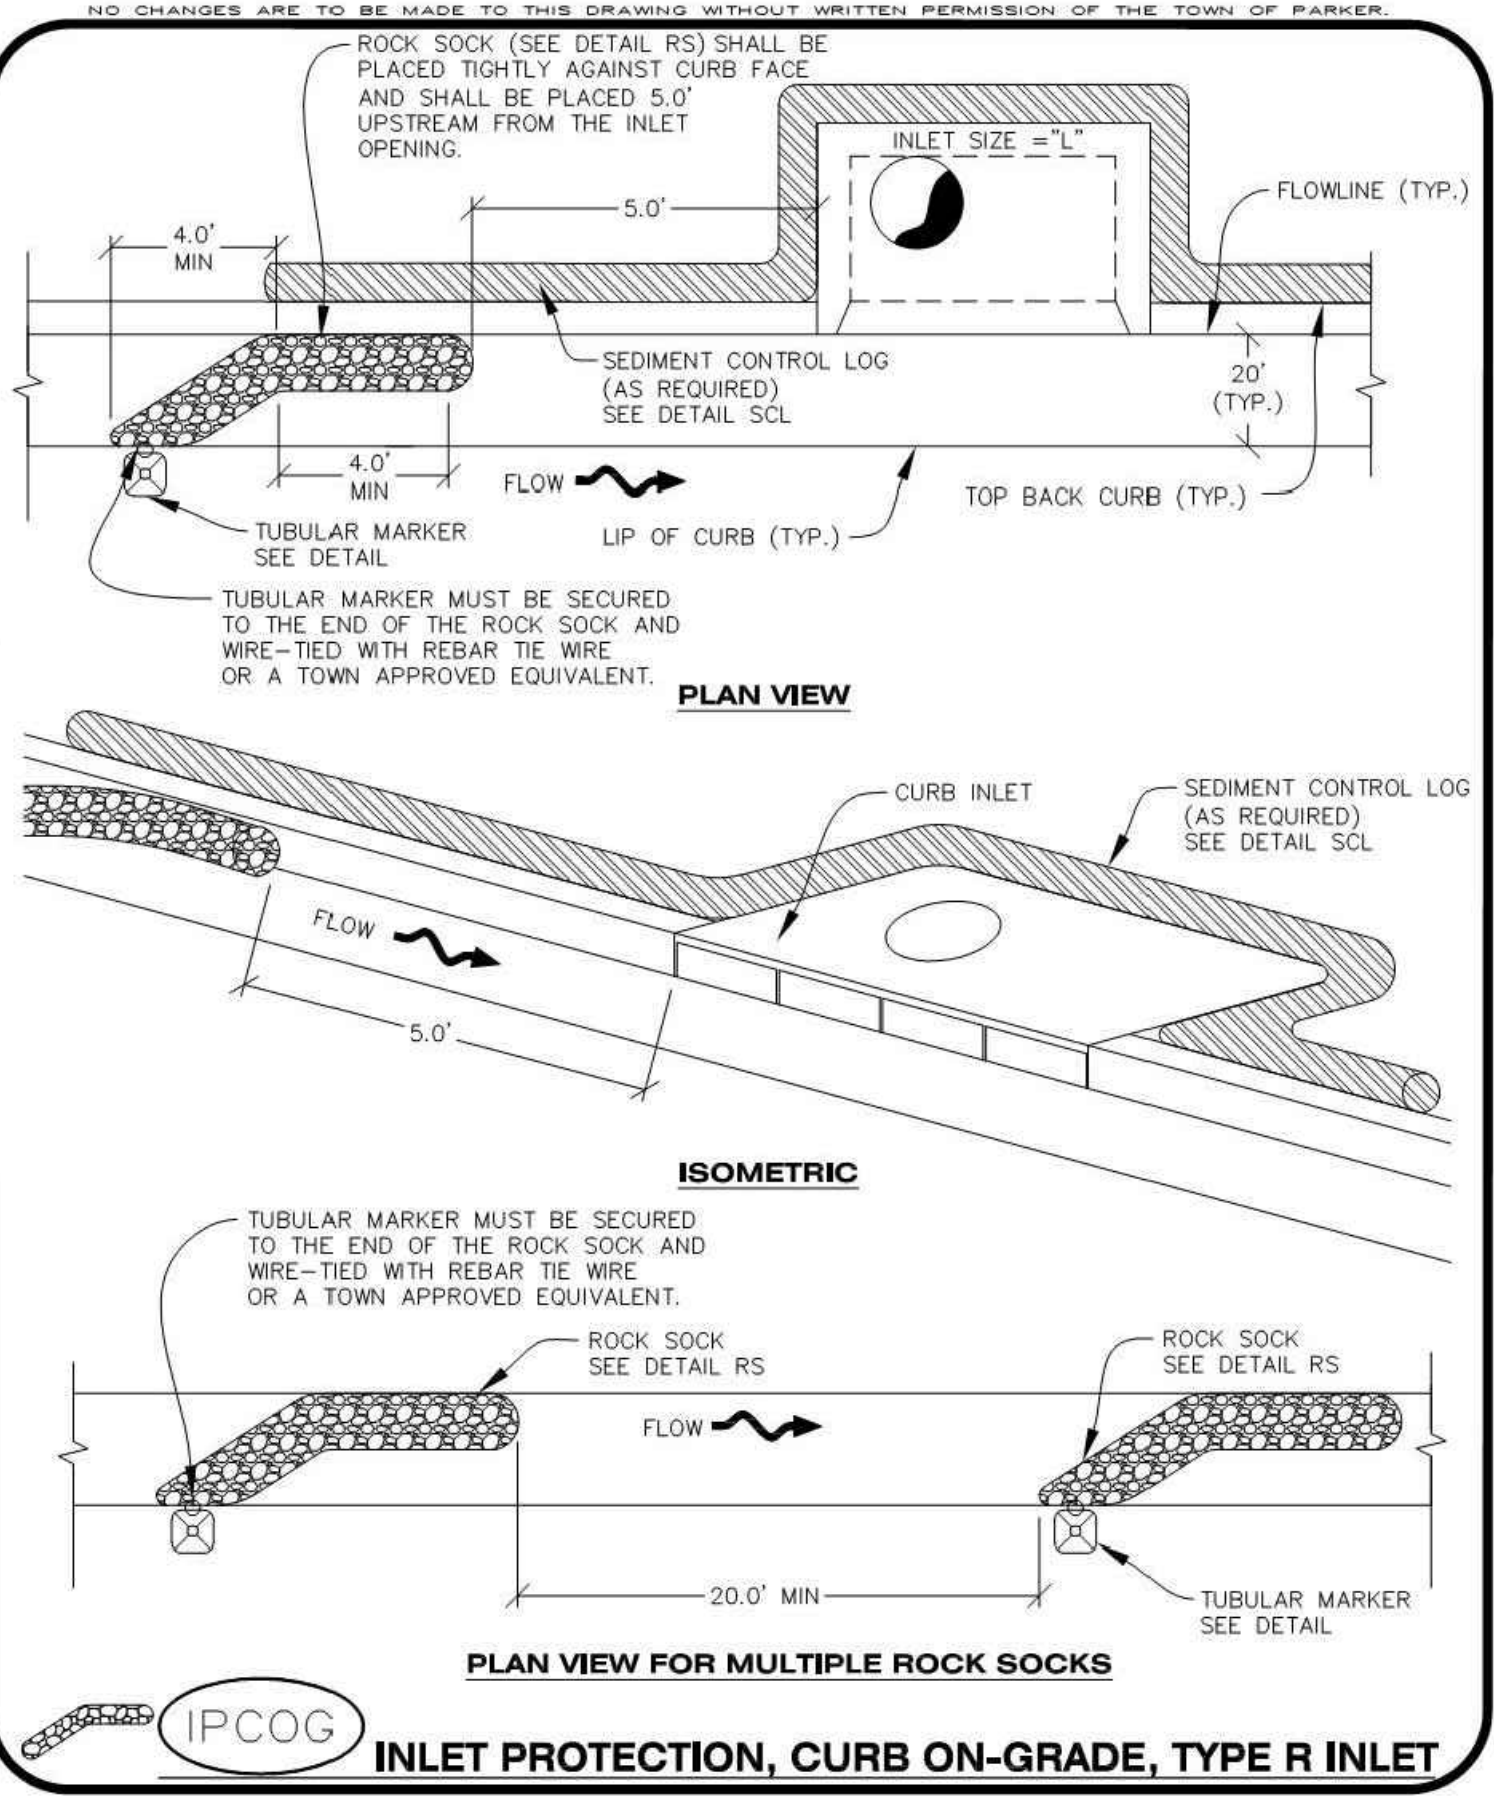 NO CHANGES ARE TO BE MADE TO THIS DRAWING WITHOUT WRITTEN PERMISSION OF THE TOWN OF PARKER.
ROCK SOCK (SEE DETAIL RS) SHALL BE
PLACED TIGHTLY AGAINST CURB FACE
AND SHALL BE PLACED 5.0'
UPSTREAM FROM THE INLET
OPENING.
INLET SIZE ="L"
FLOWLINE (TYP.)
5.0'
4.0'
MIN
SEDIMENT CONTROL LOG
(AS REQUIRED)
SEE DETAIL SCL
20'
(TYP.)
4.0'
MIN
FLOW
TOP BACK CURB (TYP.)
LIP OF CURB (TYP.)
TUBULAR MARKER
SEE DETAIL
TUBULAR MARKER MUST BE SECURED
TO THE END OF THE ROCK SOCK AND
WIRE-TIED WITH REBAR TIE WIRE
OR A TOWN APPROVED EQUIVALENT.
PLAN VIEW
CURB INLET
SEDIMENT CONTROL LOG
(AS REQUIRED)
SEE DETAIL SCL
FLOW
5.0'
ISOMETRIC
TUBULAR MARKER MUST BE SECURED
TO THE END OF THE ROCK SOCK AND
WIRE-TIED WITH REBAR TIE WIRE
OR A TOWN APPROVED EQUIVALENT.
ROCK SOCK
SEE DETAIL RS
ROCK SOCK
SEE DETAIL RS
FLOW
20.0' MIN
TUBULAR MARKER
SEE DETAIL
PLAN VIEW FOR MULTIPLE ROCK SOCKS
IPCOG
INLET PROTECTION, CURB ON-GRADE, TYPE R INLET